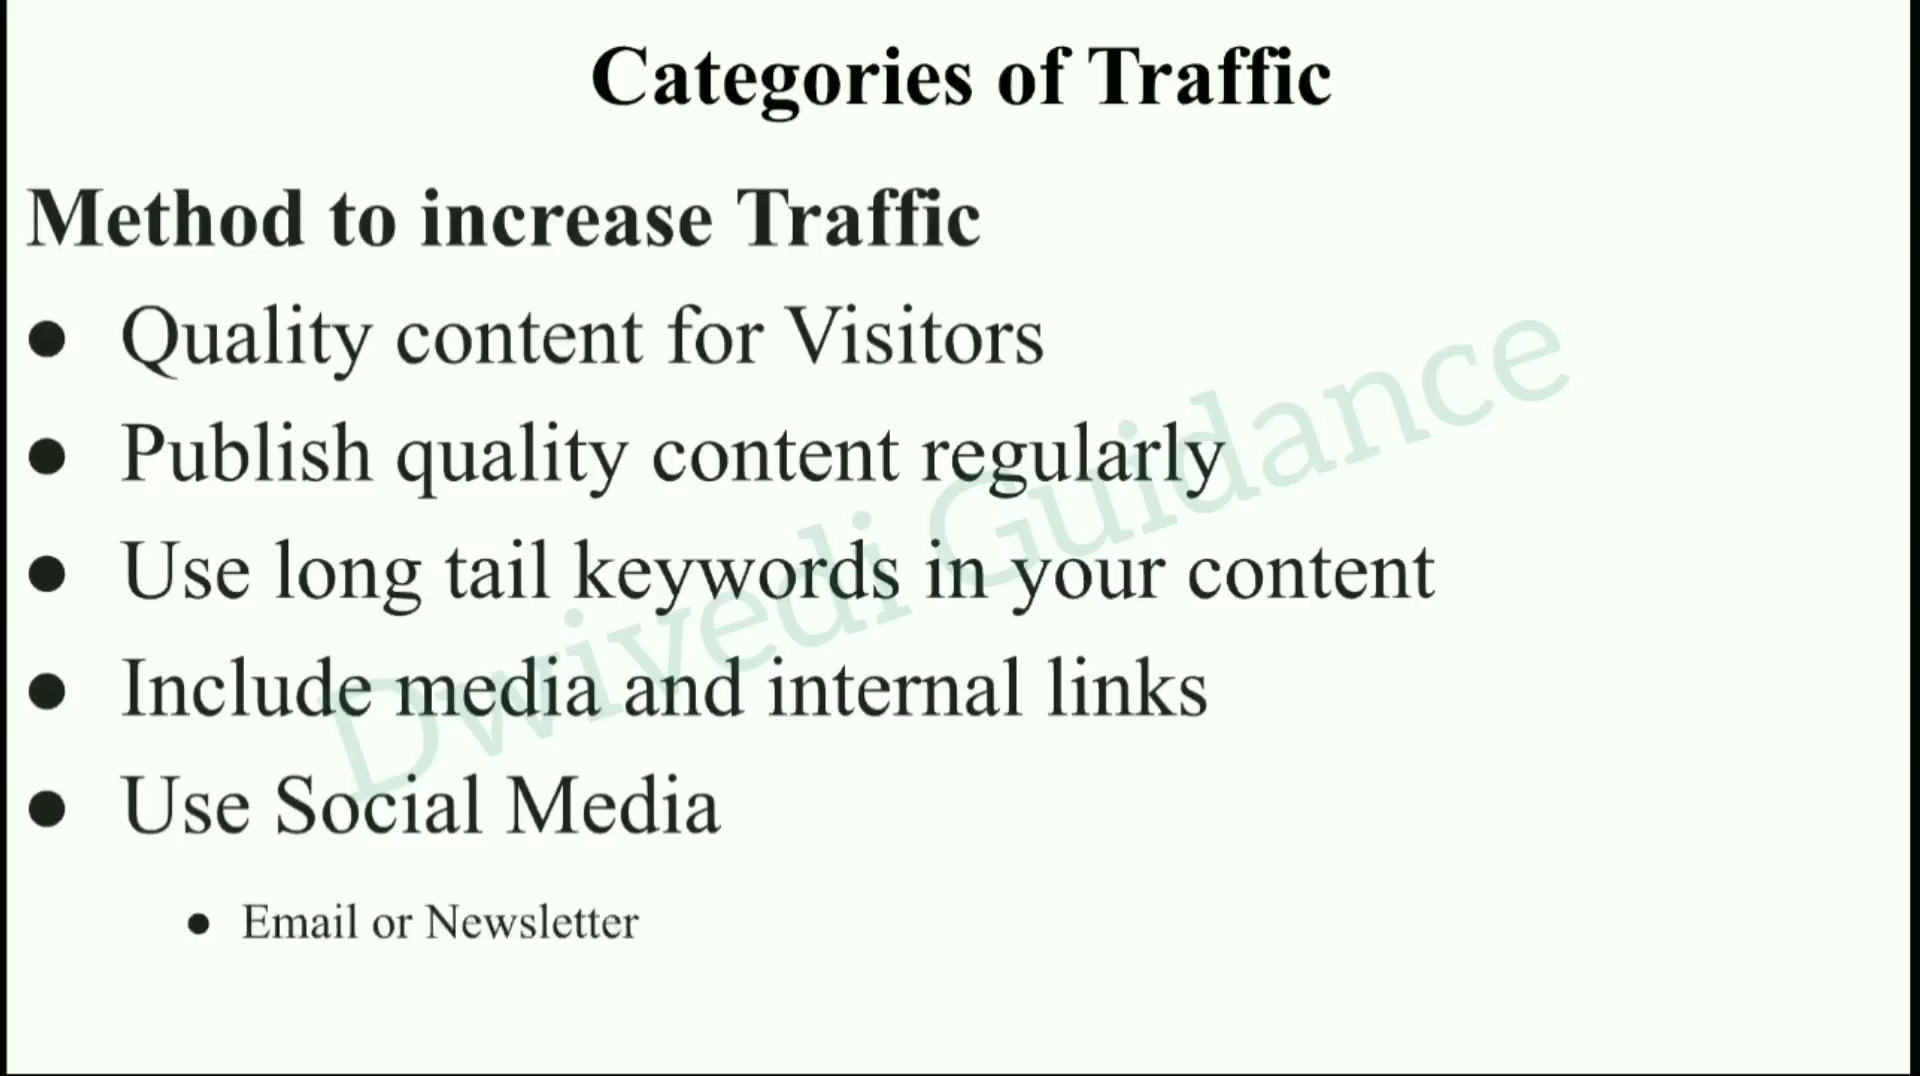 Categories of Traffic
Method to increase Traffic
● Quality content for Visitors
● Publish quality content regularly
● Use long tail keywords in your content
● Include media and internal links
● Use Social Media
● Email or Newsletter
Dwivedi Guidance